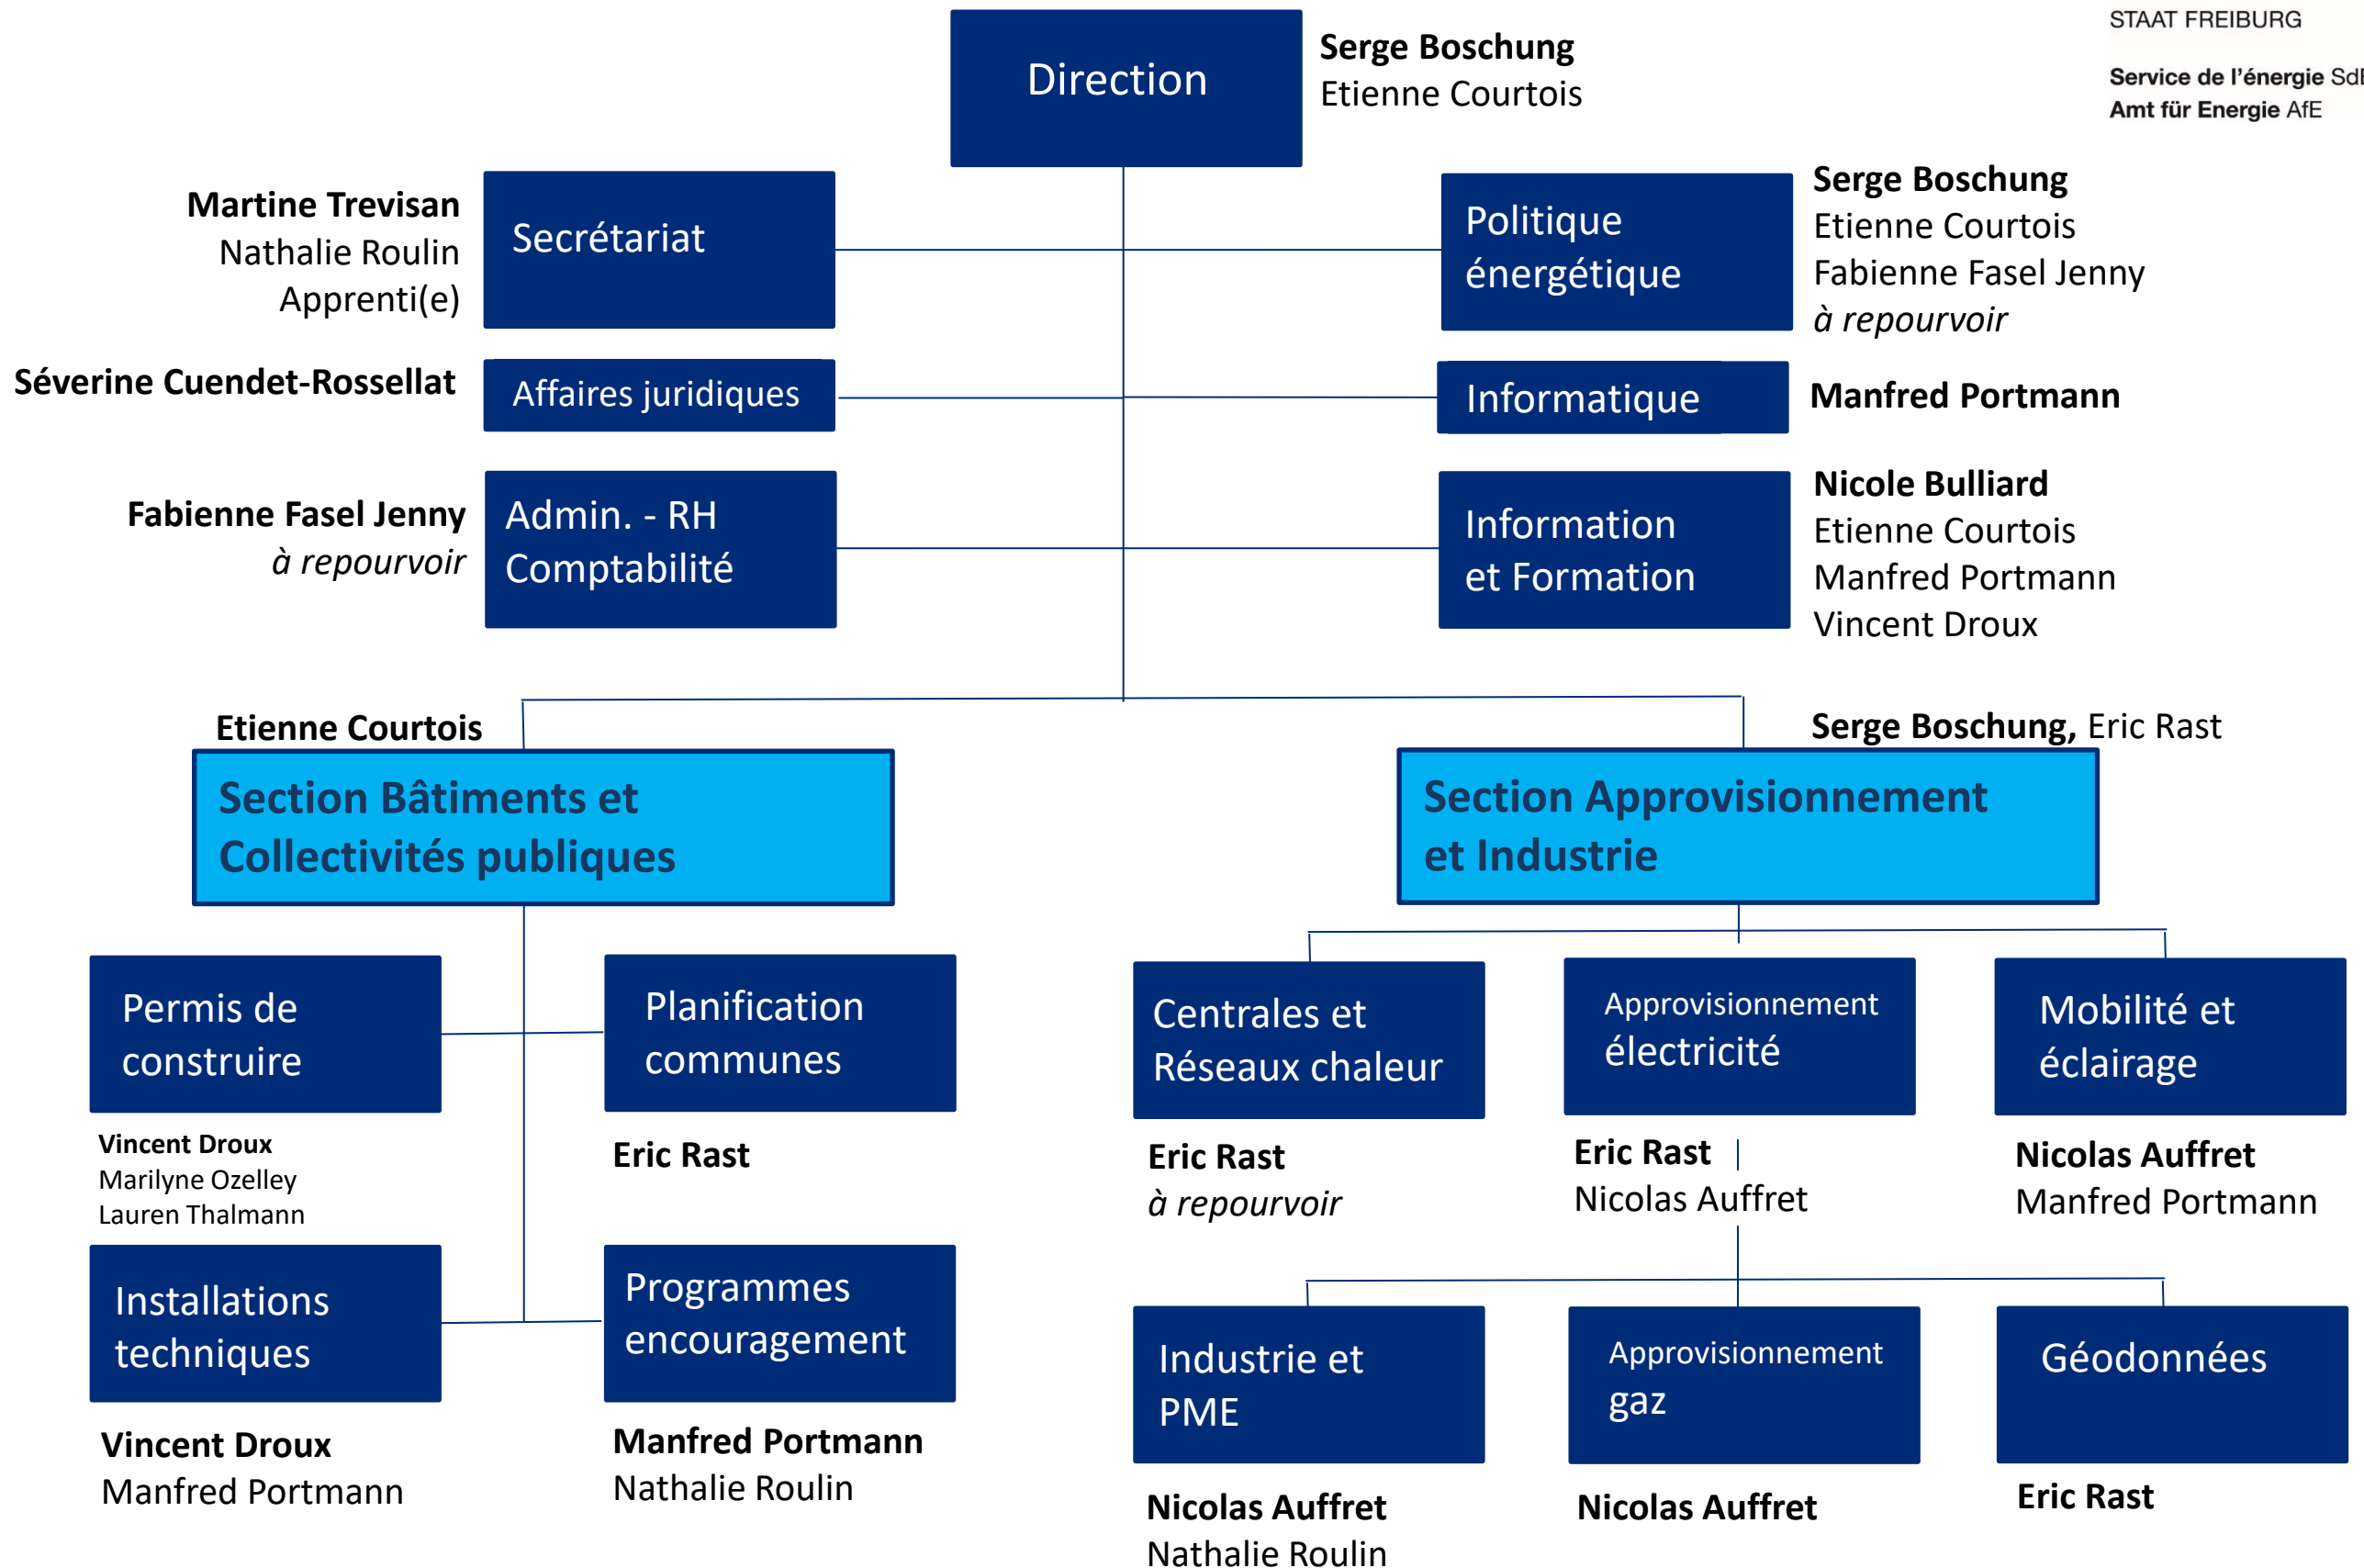 STAAT FREIBURG
Service de l’énergie SdE
Amt für Energie AfE
Direction
Serge Boschung
Etienne Courtois
Martine Trevisan
Nathalie Roulin
Apprenti(e)
Secrétariat
Politique
énergétique
Serge Boschung
Etienne Courtois
Fabienne Fasel Jenny
à repourvoir
Séverine Cuendet-Rossellat
Affaires juridiques
Informatique
Manfred Portmann
Fabienne Fasel Jenny
à repourvoir
Admin. - RH
Comptabilité
Information
et Formation
Nicole Bulliard
Etienne Courtois
Manfred Portmann
Vincent Droux
Etienne Courtois
Section Bâtiments et
Collectivités publiques
Serge Boschung, Eric Rast
Section Approvisionnement
et Industrie
Permis de
construire
Vincent Droux
Marilyne Ozelley
Lauren Thalmann
Planification
communes
Eric Rast
Installations
techniques
Vincent Droux
Manfred Portmann
Programmes
encouragement
Manfred Portmann
Nathalie Roulin
Centrales et
Réseaux chaleur
Eric Rast
à repourvoir
Approvisionnement
électricité
Eric Rast
Nicolas Auffret
Mobilité et
éclairage
Nicolas Auffret
Manfred Portmann
Industrie et
PME
Nicolas Auffret
Nathalie Roulin
Approvisionnement
gaz
Nicolas Auffret
Géodonnées
Eric Rast